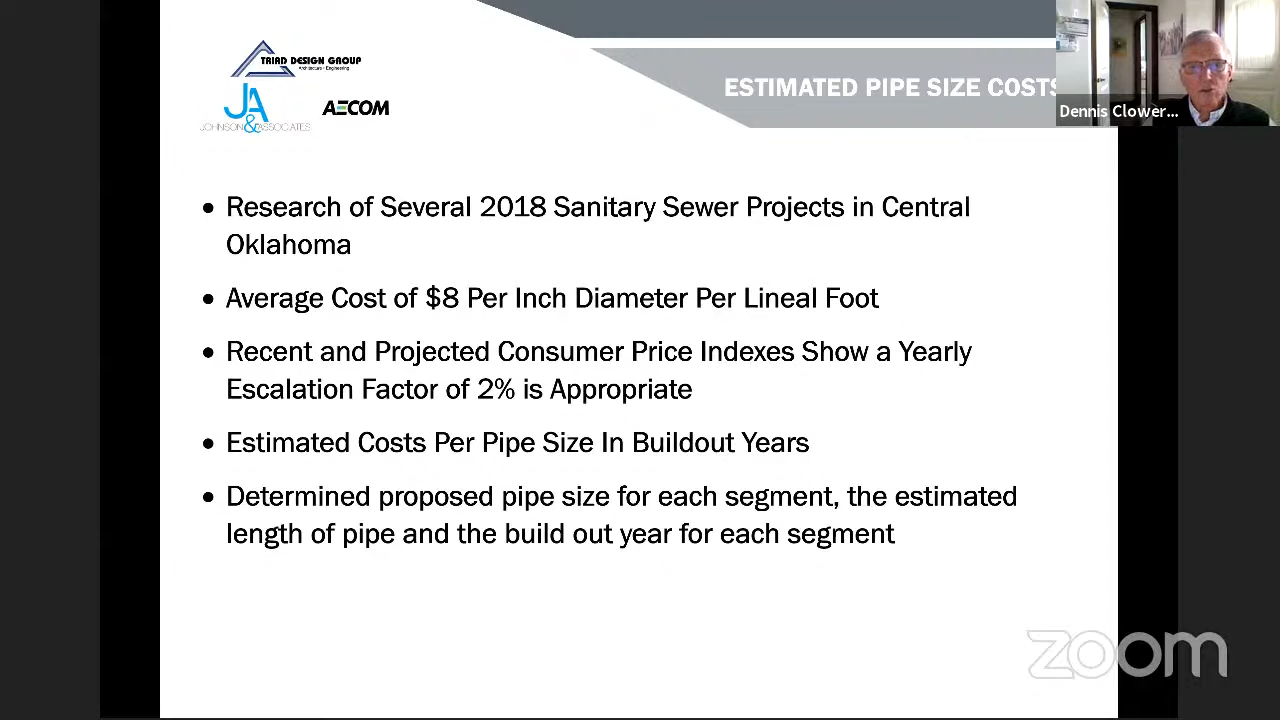 TRIAD DESIGN GROUP
Architecture • Engineering
JA
JOHNSON & ASSOCIATES
AECOM
ESTIMATED PIPE SIZE COSTS
Dennis Clower...
• Research of Several 2018 Sanitary Sewer Projects in Central
Oklahoma
• Average Cost of $8 Per Inch Diameter Per Lineal Foot
• Recent and Projected Consumer Price Indexes Show a Yearly
Escalation Factor of 2% is Appropriate
• Estimated Costs Per Pipe Size In Buildout Years
• Determined proposed pipe size for each segment, the estimated
length of pipe and the build out year for each segment
zoom